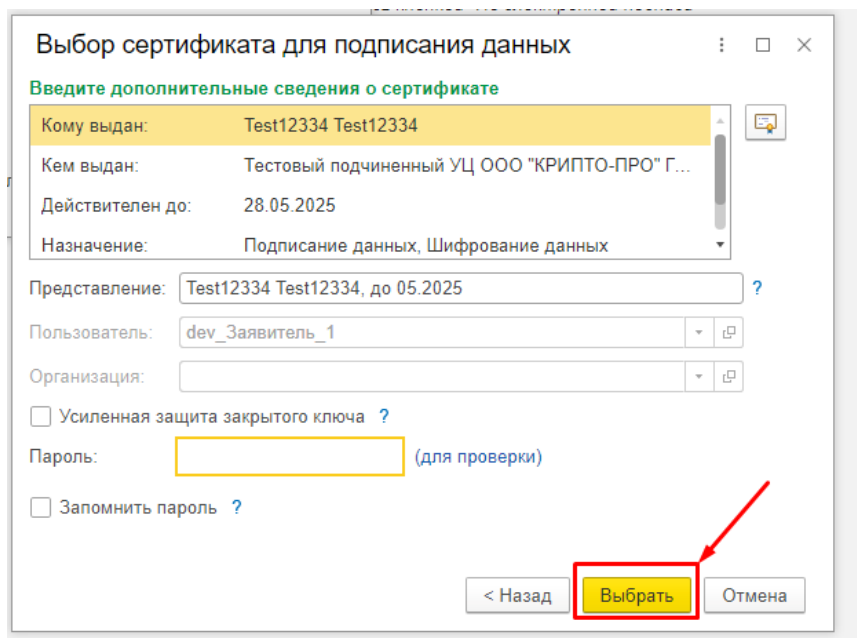 Выбор сертификата для подписания данных
Введите дополнительные сведения о сертификате
Кому выдан: Test12334 Test12334
Кем выдан: Тестовый подчиненный УЦ ООО "КРИПТО-ПРО" Г...
Действителен до: 28.05.2025
Назначение: Подписание данных, Шифрование данных
Представление: Test12334 Test12334, до 05.2025 ?
Пользователь: dev_Заявитель_1
Организация:
Усиленная защита закрытого ключа ?
Пароль: (для проверки)
Запомнить пароль ?
< Назад Выбрать Отмена